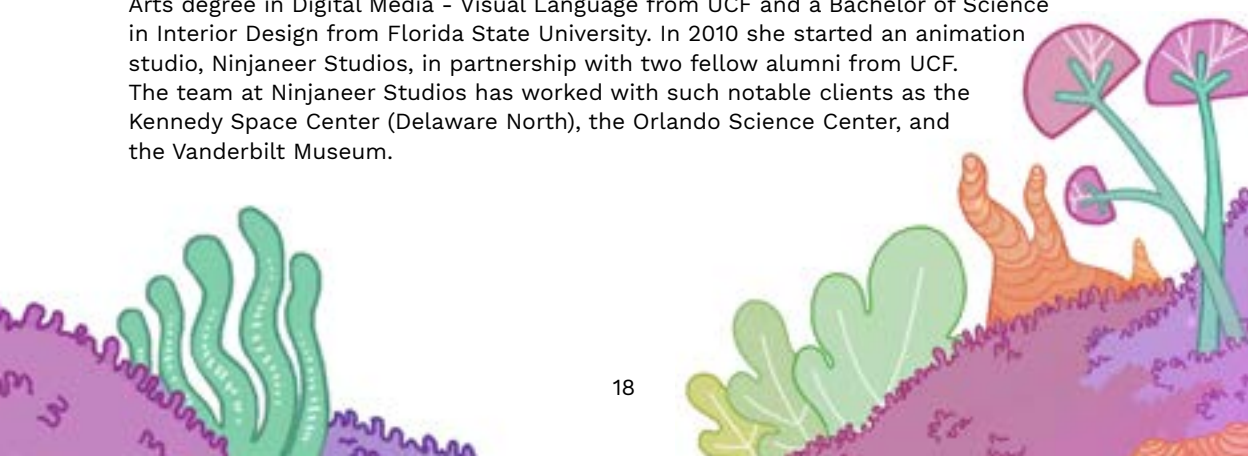 Arts degree in Digital Media - Visual Language from UCF and a Bachelor of Science
in Interior Design from Florida State University. In 2010 she started an animation
studio, Ninjaneer Studios, in partnership with two fellow alumni from UCF.
The team at Ninjaneer Studios has worked with such notable clients as the
Kennedy Space Center (Delaware North), the Orlando Science Center, and
the Vanderbilt Museum.
18